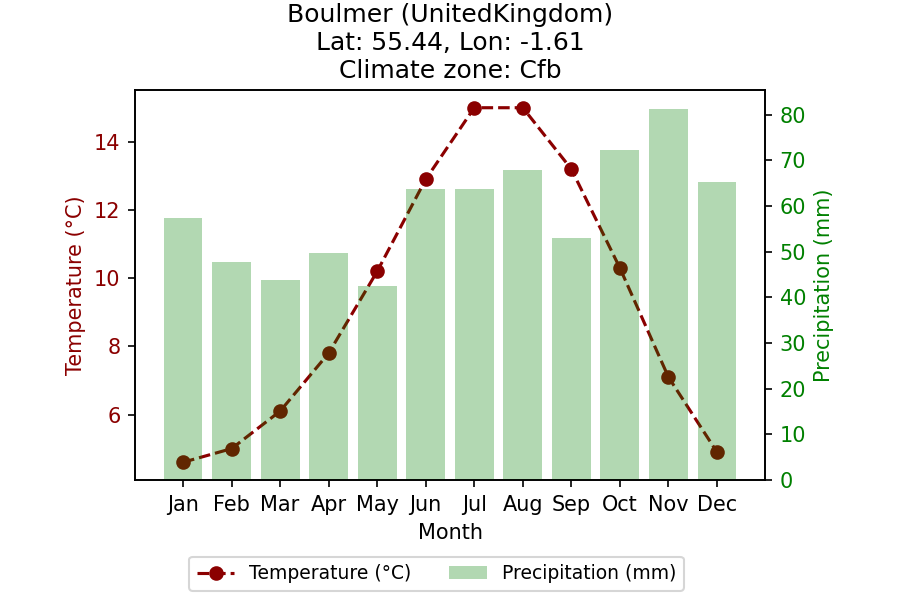 Boulmer (UnitedKingdom)
Lat: 55.44, Lon: -1.61
Climate zone: Cfb
14
12
10
8
6
Temperature (°C)
80
70
60
50
40
30
20
10
0
Precipitation (mm)
Jan Feb Mar Apr May Jun Jul Aug Sep Oct Nov Dec
Month
Temperature (°C) Precipitation (mm)